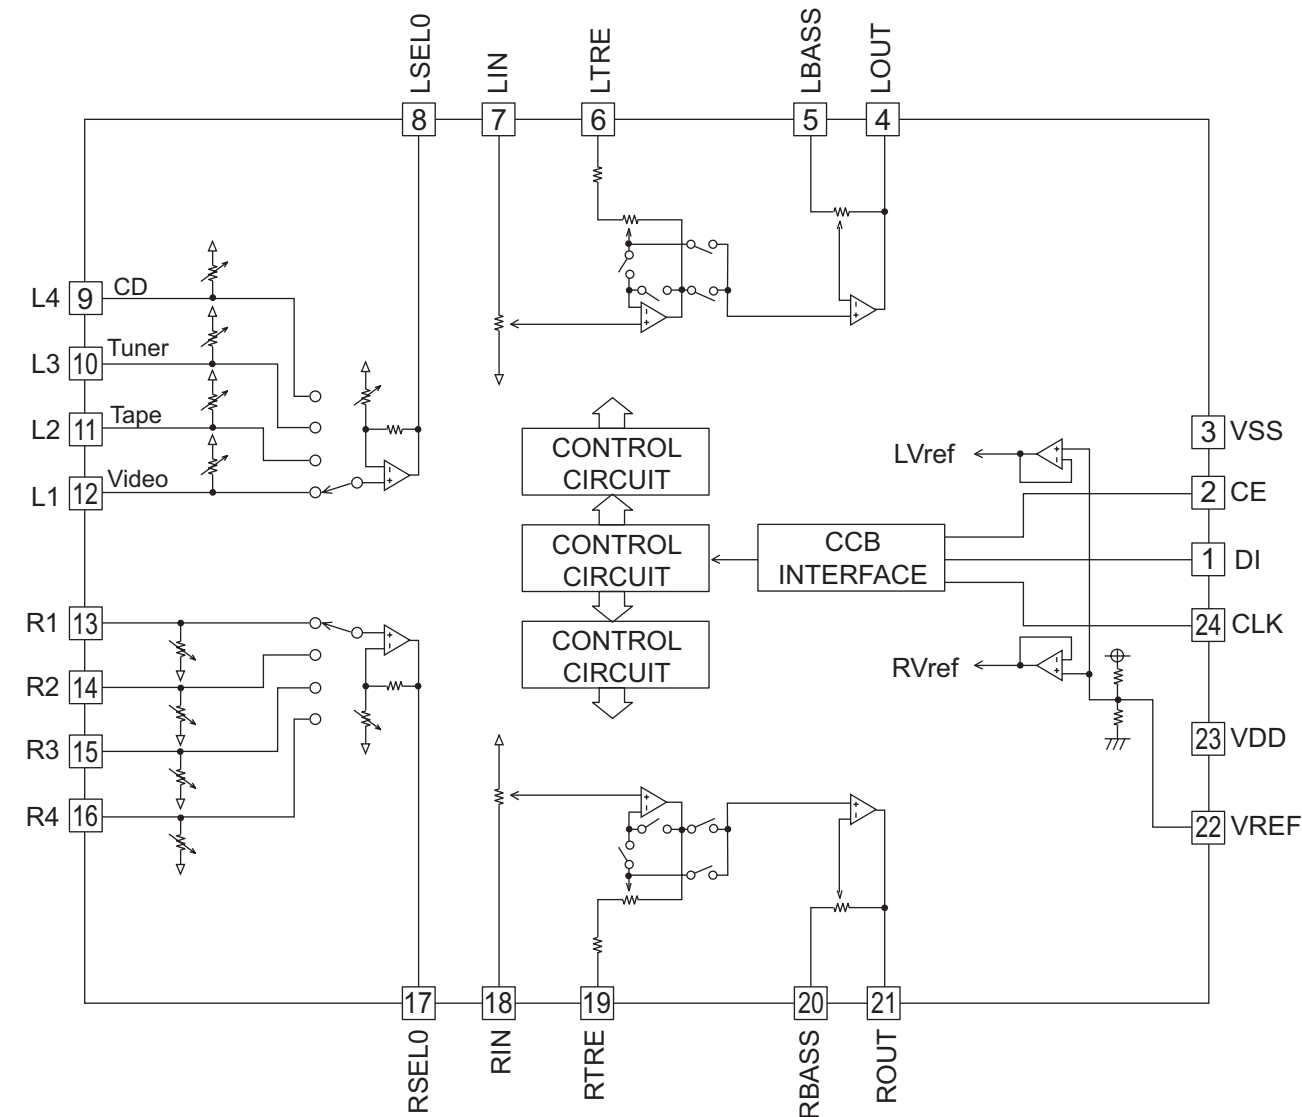 LSEL0
LIN
LTRE
LBASS
LOUT
8
7
6
5
4
L4 9 CD
L3 10 Tuner
L2 11 Tape
L1 12 Video
CONTROL
CIRCUIT
CONTROL
CIRCUIT
CONTROL
CIRCUIT
CCB
INTERFACE
LVref
RVref
3 VSS
2 CE
1 DI
24 CLK
23 VDD
22 VREF
R1 13
R2 14
R3 15
R4 16
17
18
19
20
21
RSEL0
RIN
RTRE
RBASS
ROUT